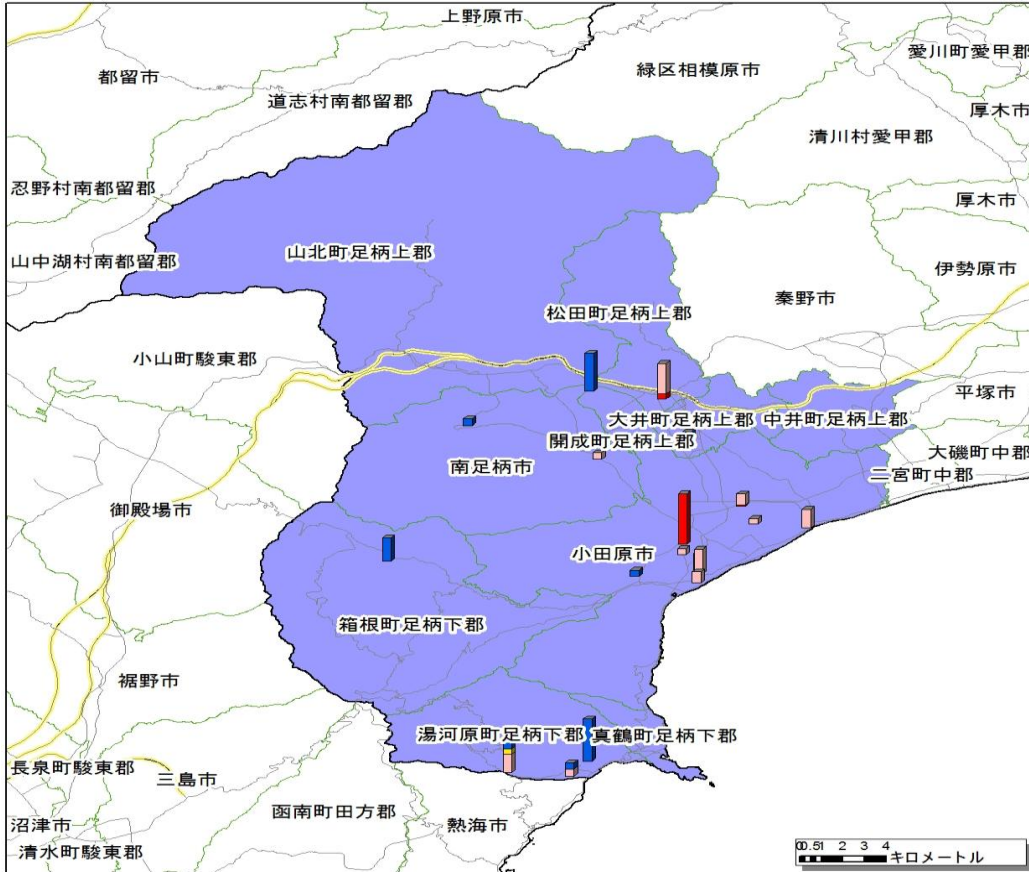 上野原市
愛川町愛甲郡
都留市
緑区相模原市
道志村南都留郡
厚木市
清川村愛甲郡
忍野村南都留郡
厚木市
山北町足柄上郡
山中湖村南都留郡
伊勢原市
秦野市
松田町足柄上郡
小山町駿東郡
平塚市
大井町足柄上郡
中井町足柄上郡
開成町足柄上郡
大磯町中郡
南足柄市
二宮町中郡
御殿場市
小田原市
箱根町足柄下郡
裾野市
湯河原町足柄下郡
真鶴町足柄下郡
長泉町駿東郡
三島市
函南町田方郡
熱海市
沼津市
清水町駿東郡
0 0.5 1 2 3 4
キロメートル